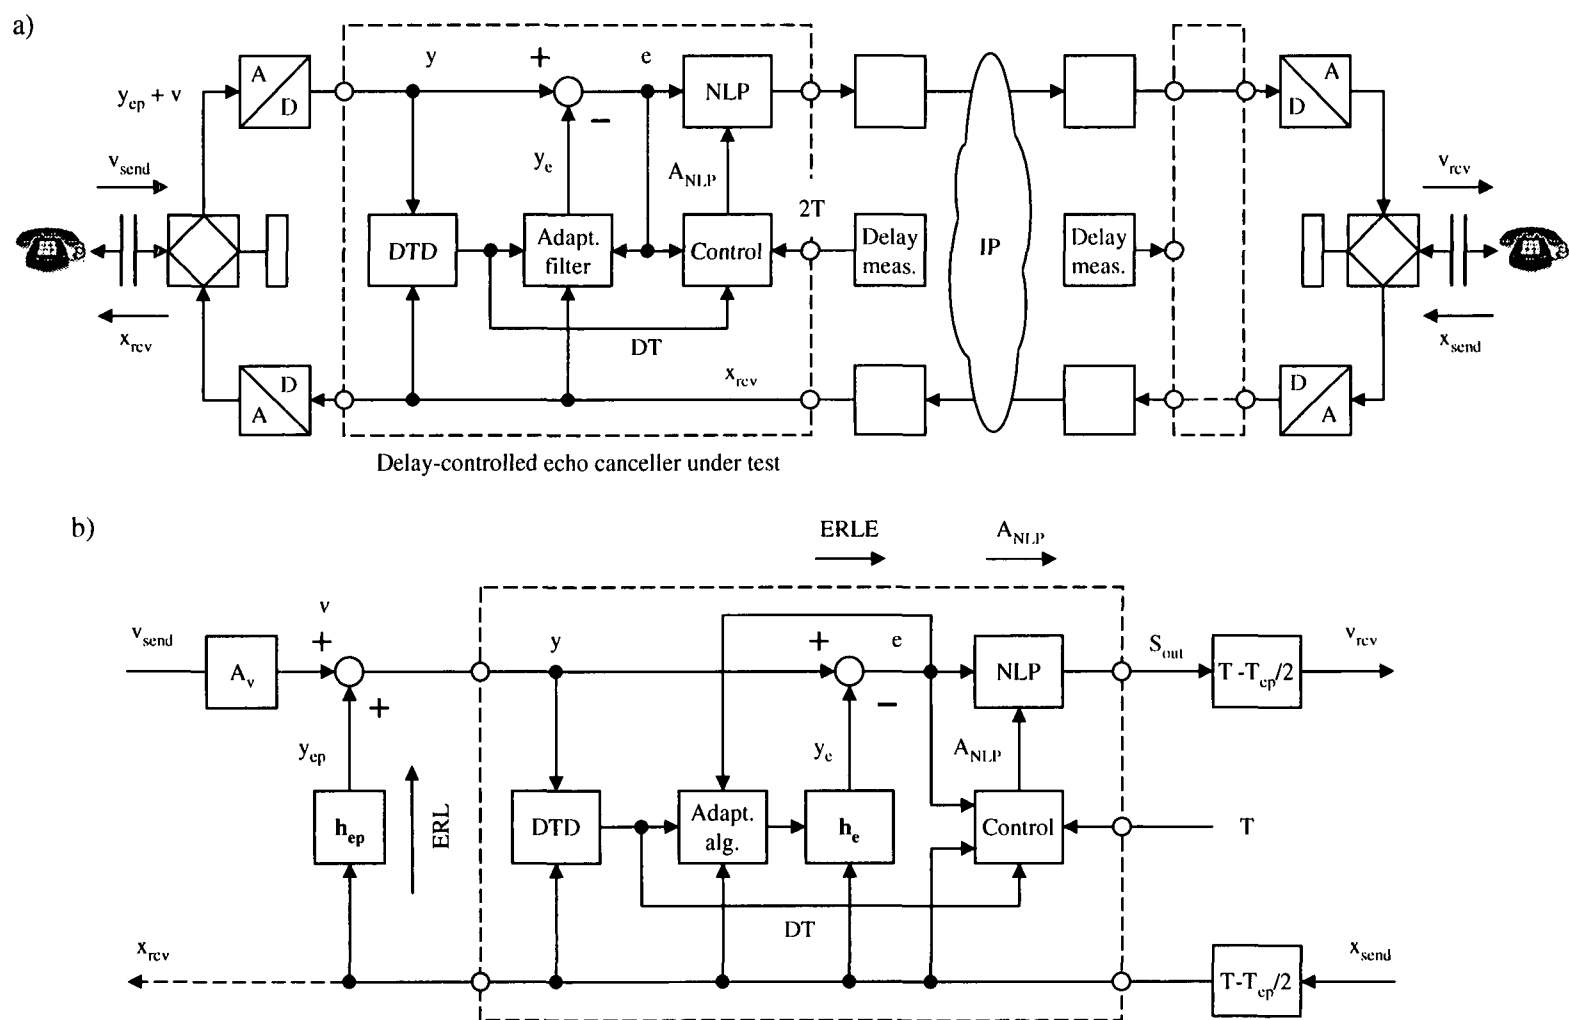 a)
y_ep + v
A
D
y
+
e
NLP
A
D
v_send
−
y_e
A_NLP
v_rcv
2T
DTD
Adapt.
filter
Control
Delay
meas.
IP
Delay
meas.
x_rcv
DT
x_send
D
A
x_rcv
D
A
Delay-controlled echo canceller under test
b)
ERLE
A_NLP
v_send
v
+
y
+
e
S_out
v_rcv
A_v
NLP
T -T_ep/2
+
−
y_ep
y_e
A_NLP
h_ep
ERL
DTD
Adapt.
alg.
h_e
Control
T
DT
x_rcv
x_send
T-T_ep/2